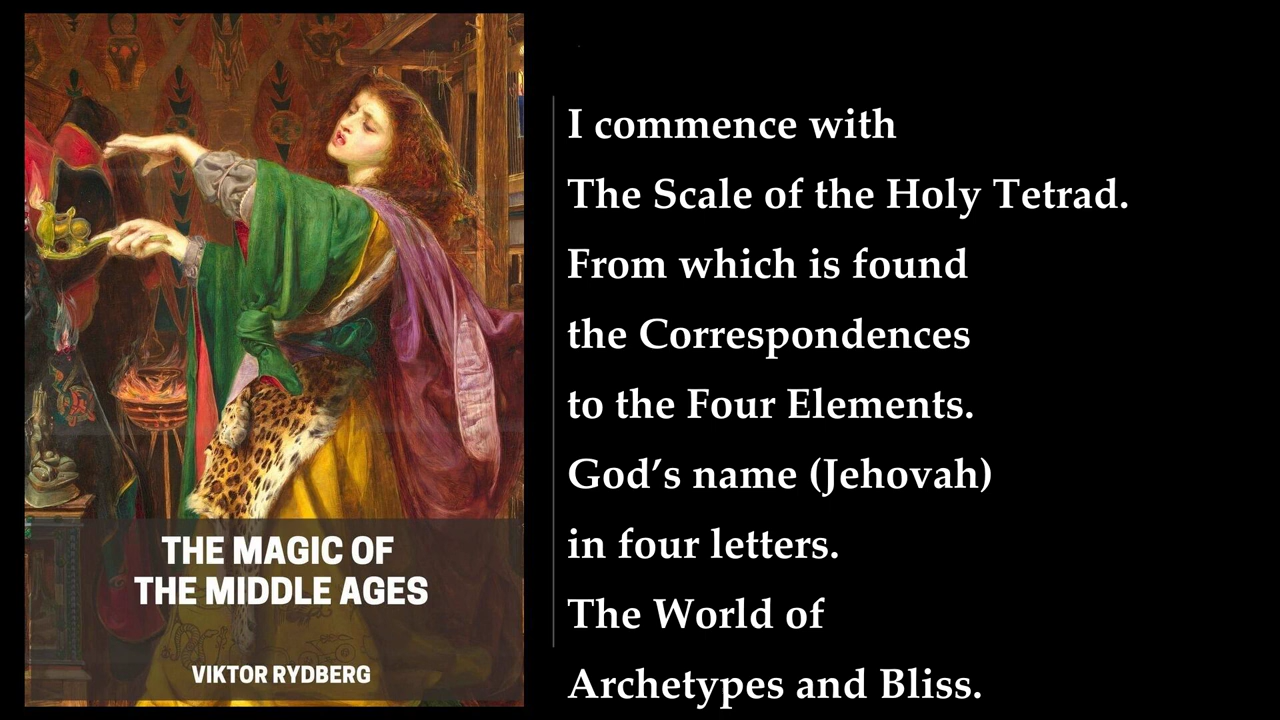 THE MAGIC OF
THE MIDDLE AGES
VIKTOR RYDBERG
I commence with
The Scale of the Holy Tetrad.
From which is found
the Correspondences
to the Four Elements.
God’s name (Jehovah)
in four letters.
The World of
Archetypes and Bliss.